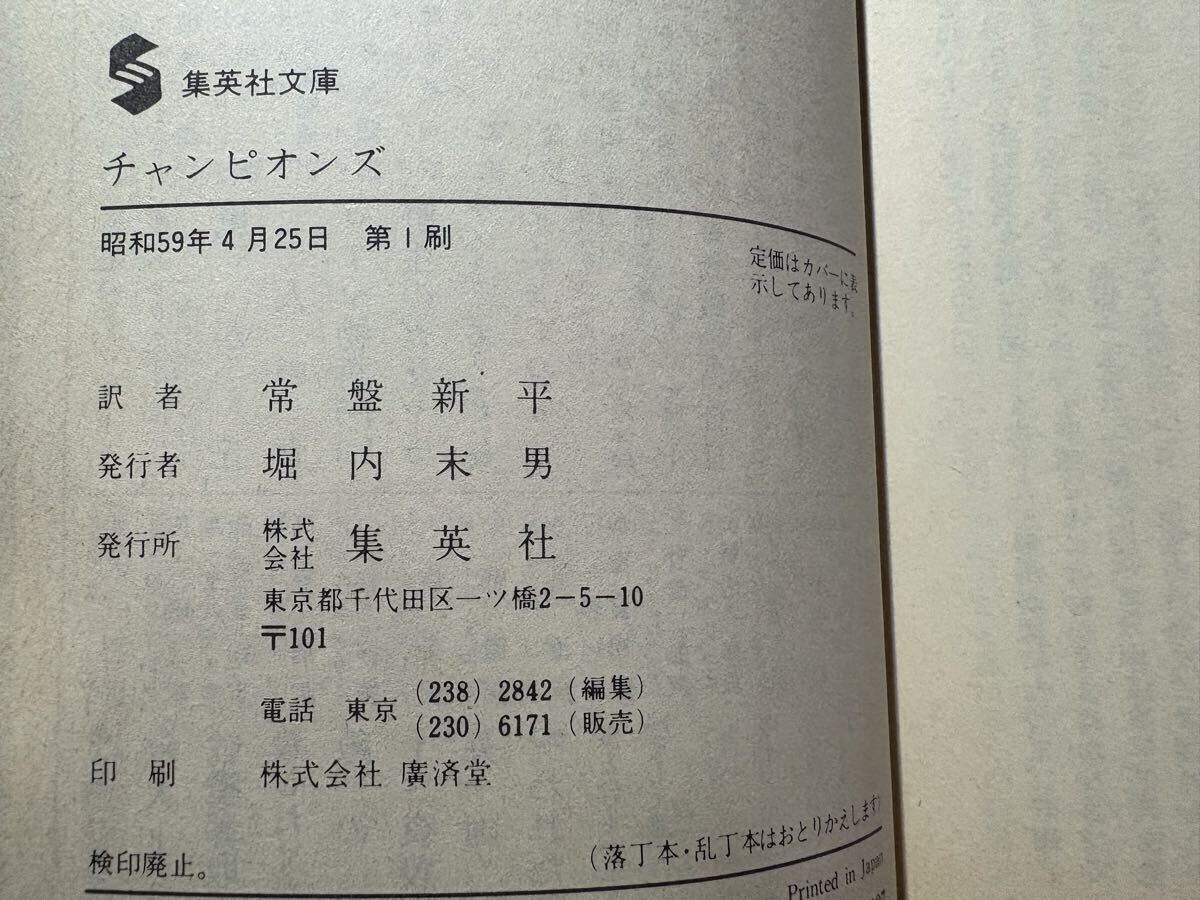 集英社文庫
チャンピオンズ
昭和59年4月25日 第1刷
定価はカバーに表
示してあります。
訳者 常盤新平
発行者 堀内末男
発行所 株式会社 集英社
東京都千代田区一ツ橋2−5−10
〒101
電話 東京 (238) 2842 (編集)
(230) 6171 (販売)
印刷 株式会社 廣済堂
検印廃止。
(落丁本・乱丁本はおとりかえします)
Printed in Japan